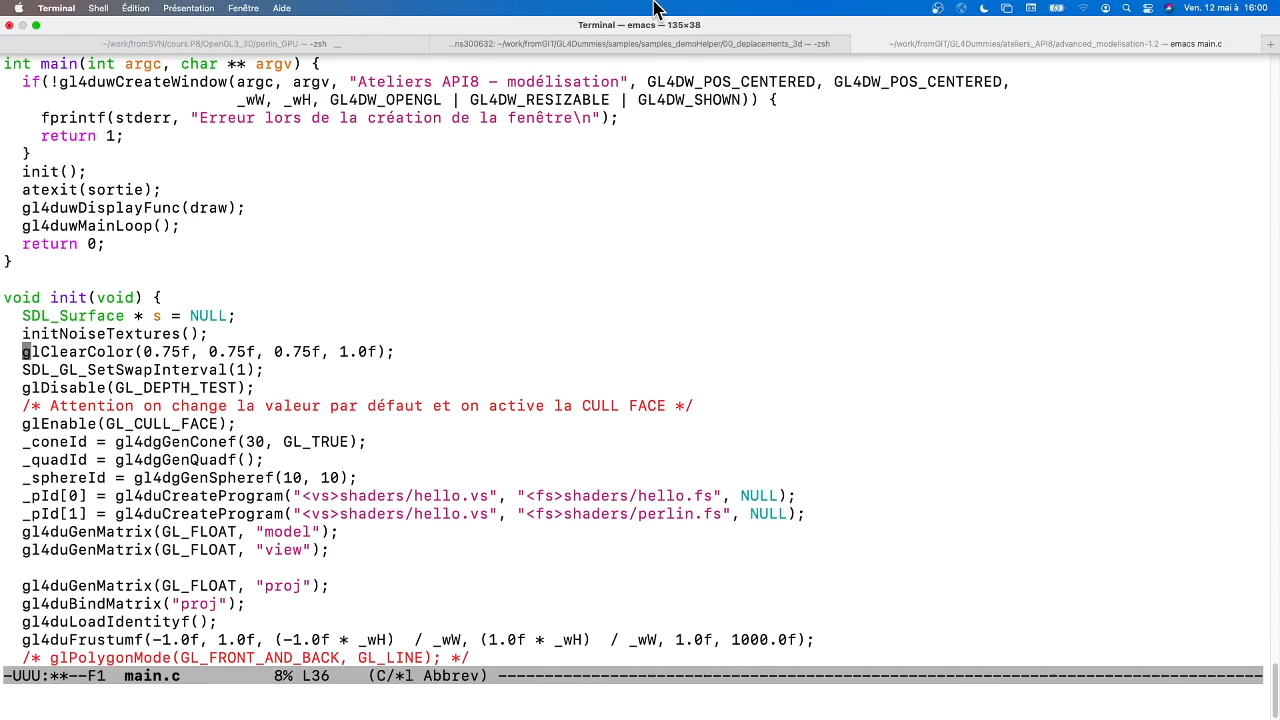 Terminal Shell Édition Présentation Fenêtre Aide Ven. 12 mai à 16:00
Terminal — emacs — 135×38
~/work/fromSVN/cours.P8/OpenGL3_3D/perlin_GPU — -zsh ... ...ns300632: ~/work/fromGIT/GL4Dummies/samples/samples_demoHelper/00_deplacements_3d — -zsh ~/work/fromGIT/GL4Dummies/ateliers_API8/advanced_modelisation-1.2 — emacs main.c +
int main(int argc, char ** argv) {
  if(!gl4duwCreateWindow(argc, argv, "Ateliers API8 - modélisation", GL4DW_POS_CENTERED, GL4DW_POS_CENTERED,
                         _wW, _wH, GL4DW_OPENGL | GL4DW_RESIZABLE | GL4DW_SHOWN)) {
    fprintf(stderr, "Erreur lors de la création de la fenêtre\n");
    return 1;
  }
  init();
  atexit(sortie);
  gl4duwDisplayFunc(draw);
  gl4duwMainLoop();
  return 0;
}
void init(void) {
  SDL_Surface * s = NULL;
  initNoiseTextures();
  glClearColor(0.75f, 0.75f, 0.75f, 1.0f);
  SDL_GL_SetSwapInterval(1);
  glDisable(GL_DEPTH_TEST);
  /* Attention on change la valeur par défaut et on active la CULL FACE */
  glEnable(GL_CULL_FACE);
  _coneId = gl4dgGenConef(30, GL_TRUE);
  _quadId = gl4dgGenQuadf();
  _sphereId = gl4dgGenSpheref(10, 10);
  _pId[0] = gl4duCreateProgram("<vs>shaders/hello.vs", "<fs>shaders/hello.fs", NULL);
  _pId[1] = gl4duCreateProgram("<vs>shaders/hello.vs", "<fs>shaders/perlin.fs", NULL);
  gl4duGenMatrix(GL_FLOAT, "model");
  gl4duGenMatrix(GL_FLOAT, "view");
  gl4duGenMatrix(GL_FLOAT, "proj");
  gl4duBindMatrix("proj");
  gl4duLoadIdentityf();
  gl4duFrustumf(-1.0f, 1.0f, (-1.0f * _wH)  / _wW, (1.0f * _wH)  / _wW, 1.0f, 1000.0f);
  /* glPolygonMode(GL_FRONT_AND_BACK, GL_LINE); */
-UUU:**--F1  main.c          8% L36    (C/*l Abbrev) ----------------------------------------------------------------------------------